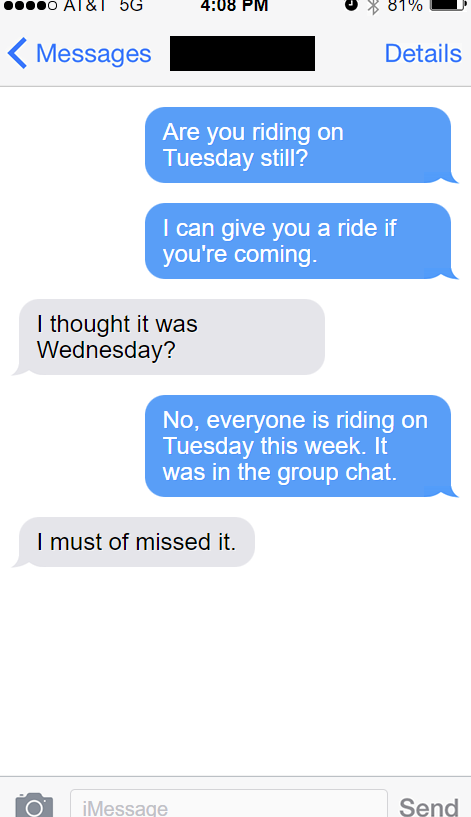 AT&T 5G 4:08 PM 81%
Messages Details
Are you riding on
Tuesday still?
I can give you a ride if
you're coming.
I thought it was
Wednesday?
No, everyone is riding on
Tuesday this week. It
was in the group chat.
I must of missed it.
iMessage Send